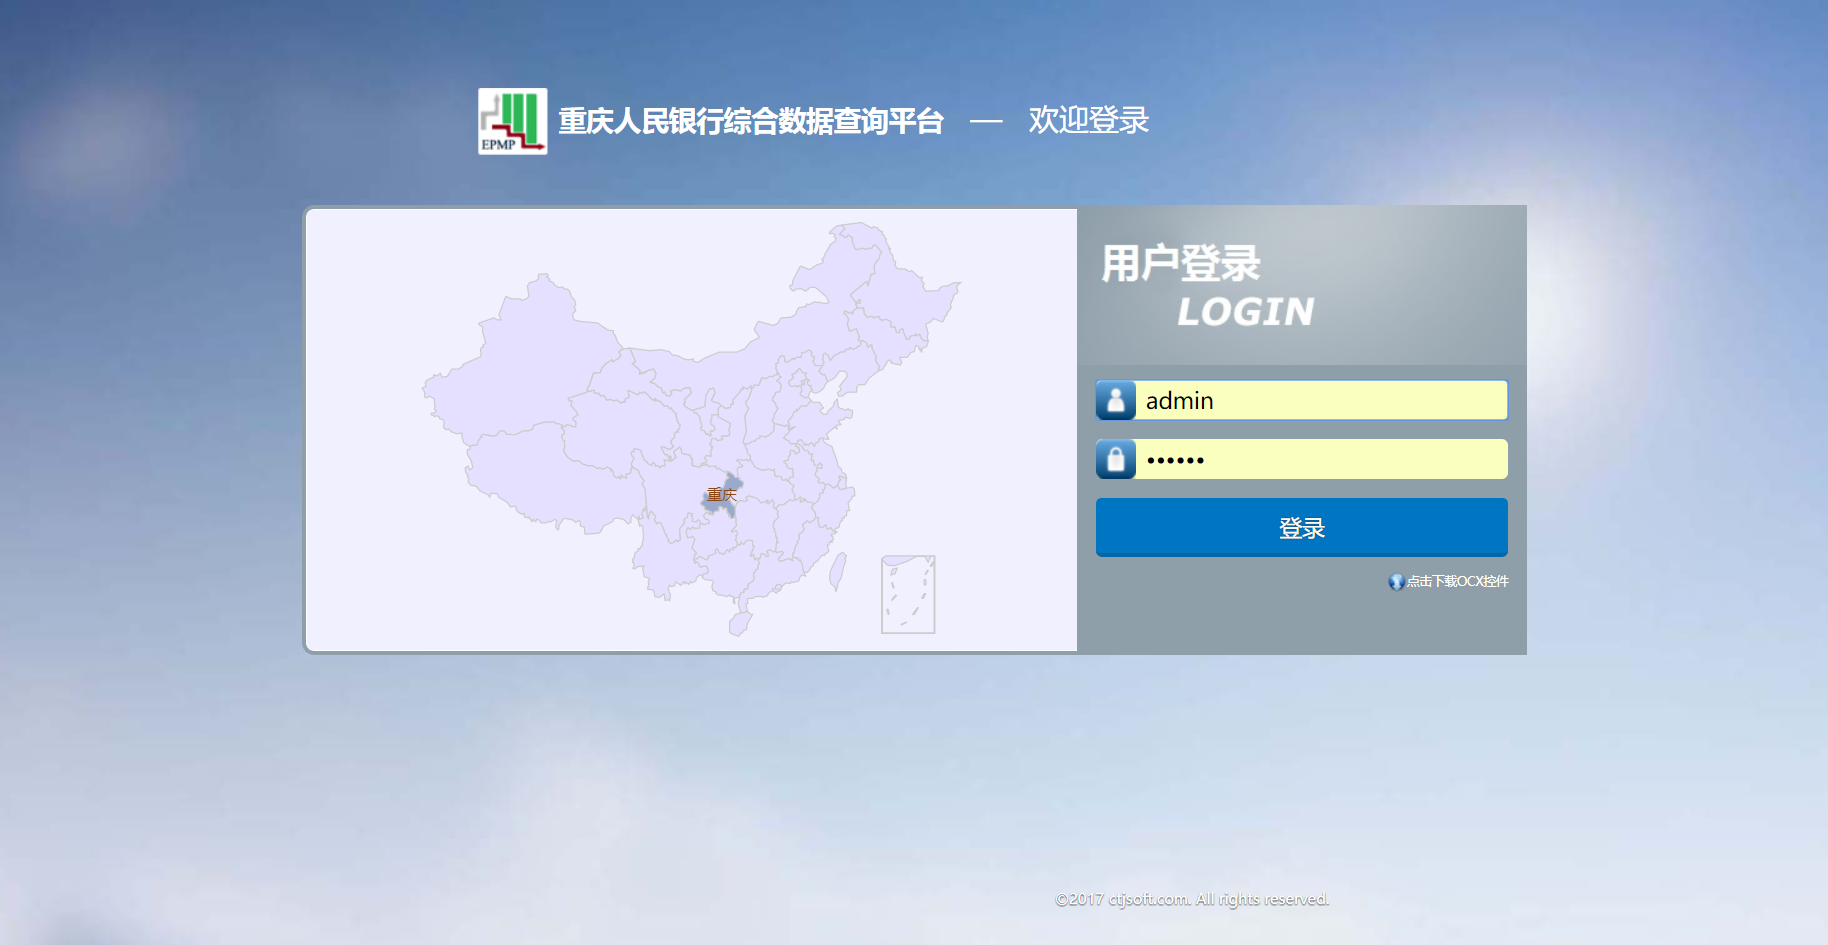 EPMP
重庆人民银行综合数据查询平台 — 欢迎登录
用户登录
LOGIN
admin
••••••
重庆
登录
点击下载OCX控件
©2017 ctjsoft.com. All rights reserved.